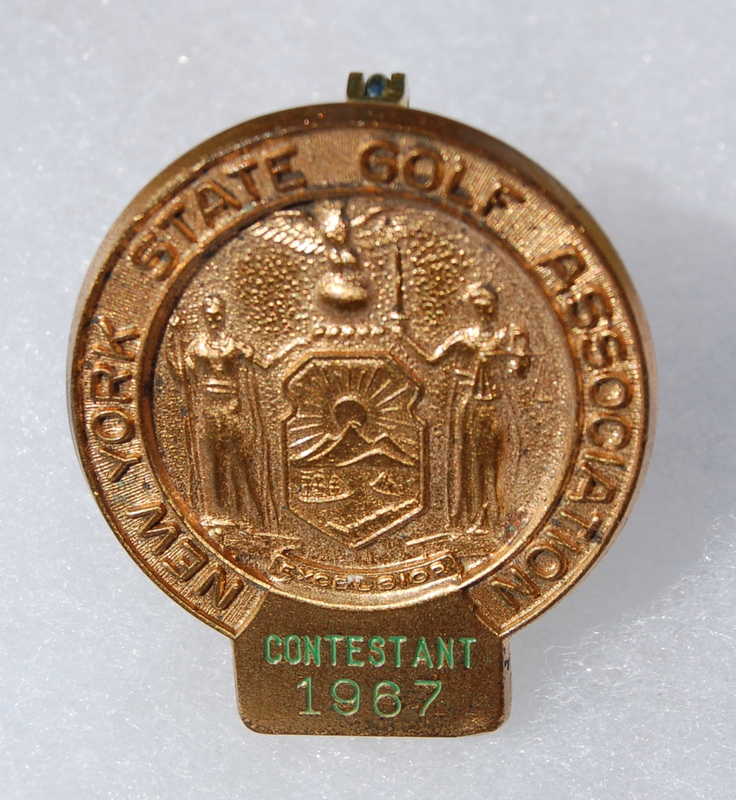 NEW YORK STATE GOLF ASSOCIATION
EXCELSIOR
CONTESTANT
1967